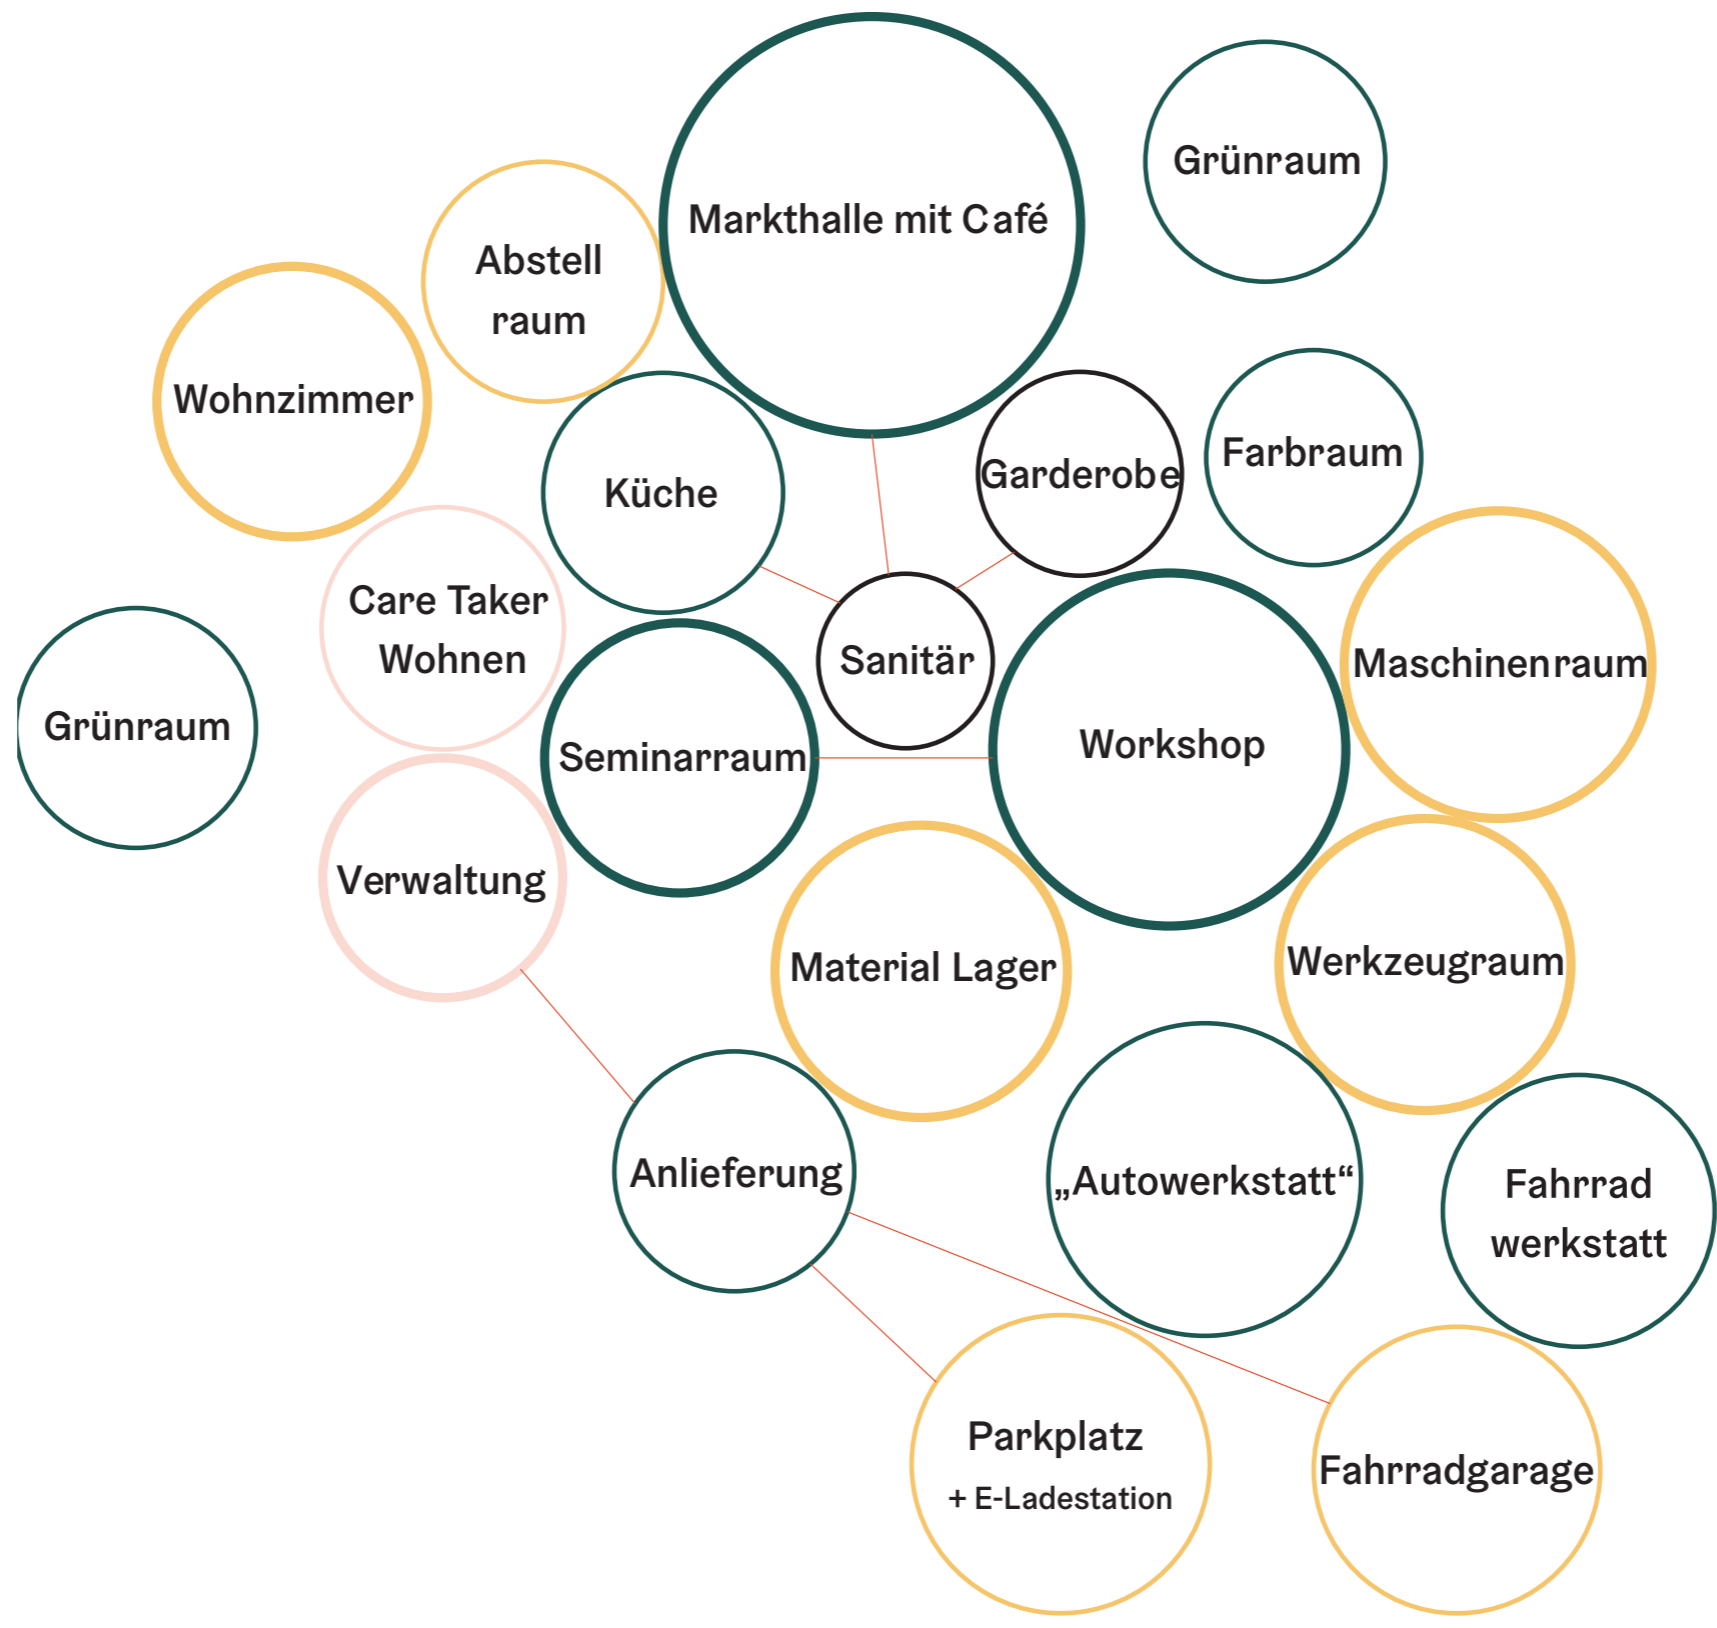 Markthalle mit Café
Grünraum
Abstell
raum
Wohnzimmer
Küche
Garderobe
Farbraum
Care Taker
Wohnen
Sanitär
Maschinenraum
Grünraum
Seminarraum
Workshop
Verwaltung
Material Lager
Werkzeugraum
Anlieferung
„Autowerkstatt“
Fahrrad
werkstatt
Parkplatz
+ E-Ladestation
Fahrradgarage